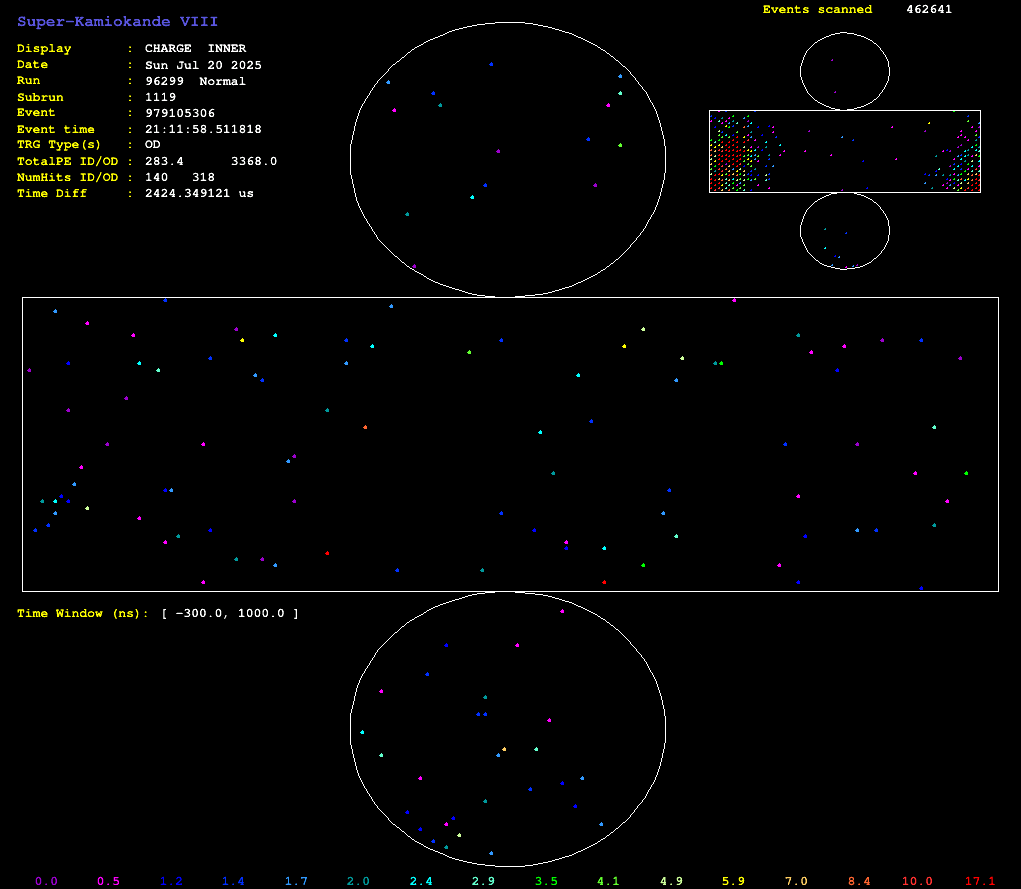 Super-Kamiokande VIII
Events scanned 462641
Display : CHARGE INNER
Date : Sun Jul 20 2025
Run : 96299 Normal
Subrun : 1119
Event : 979105306
Event time : 21:11:58.511818
TRG Type(s) : OD
TotalPE ID/OD : 283.4 3368.0
NumHits ID/OD : 140 318
Time Diff : 2424.349121 us
Time Window (ns): [ -300.0, 1000.0 ]
0.0 0.5 1.2 1.4 1.7 2.0 2.4 2.9 3.5 4.1 4.9 5.9 7.0 8.4 10.0 17.1